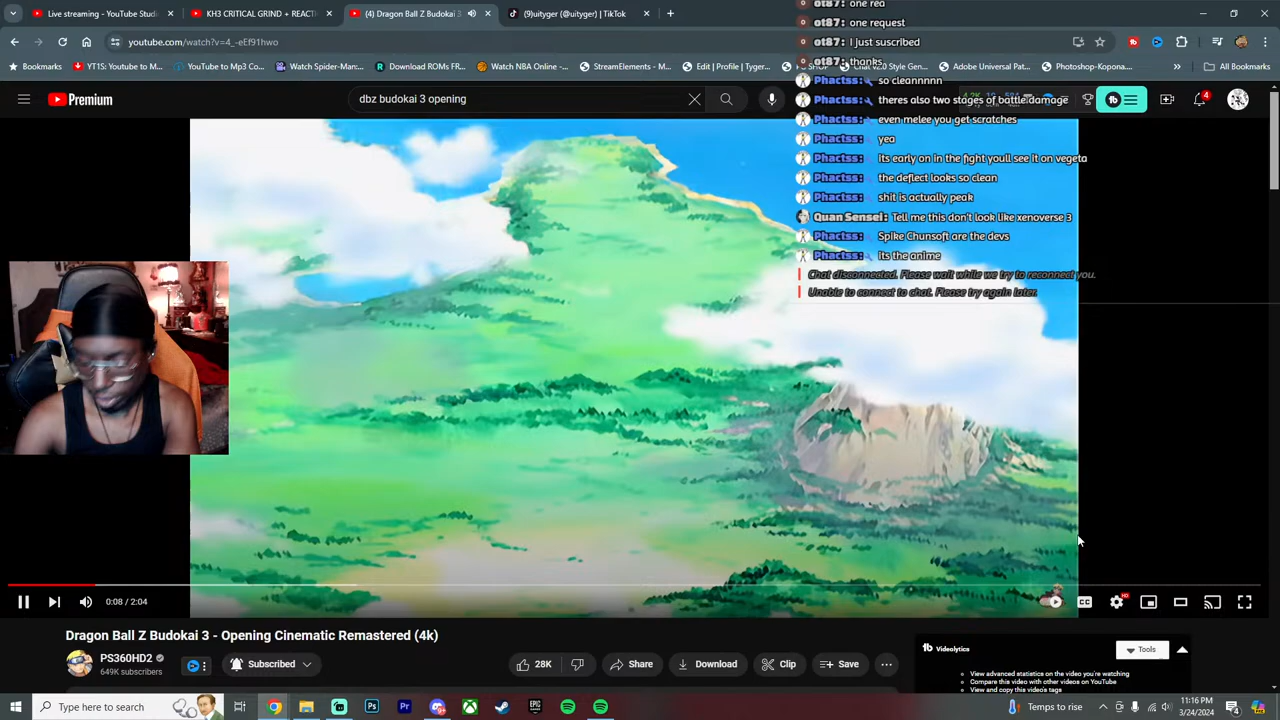 Live streaming - YouTube Stud
KH3 CRITICAL GRIND + REACT
(4) Dragon Ball Z Budokai 3
(9)uityger (@uityger) | TikTok
youtube.com/watch?v=4_-eEf91hwo
Bookmarks
YT1S: YouTube to M
YouTube to Mp3 Co
Watch Spider-Man:
Download ROMs FR
Watch NBA Online -
StreamElements - M
Edit | Profile | Tyger
Adobe Universal Pat
Photoshop-Kopona
All Bookmarks
Premium
dbz budokai 3 opening
4
ot87: one rea
ot87: one request
ot87: I just suscribed
ot87: thanks
Phactss: so cleannnnn
Phactss: theres also two stages of battle damage
Phactss: even melee you get scratches
Phactss: yea
Phactss: its early on in the fight youll see it on vegeta
Phactss: the deflect looks so clean
Phactss: shit is actually peak
Quan Sensei: Tell me this don't look like xenoverse 3
Phactss: Spike Chunsoft are the devs
Phactss: its the anime
Chat disconnected. Please wait while we try to reconnect you.
Unable to connect to chat. Please try again later.
0:08 / 2:04
CC
HD
Dragon Ball Z Budokai 3 - Opening Cinematic Remastered (4k)
PS360HD2
649K subscribers
Subscribed
28K
Share
Download
Clip
Save
Videolytics
Tools
View advanced statistics on the video you're watching
Compare this video with other videos on YouTube
View and copy this video's tags
Type here to search
Temps to rise
11:16 PM
3/24/2024